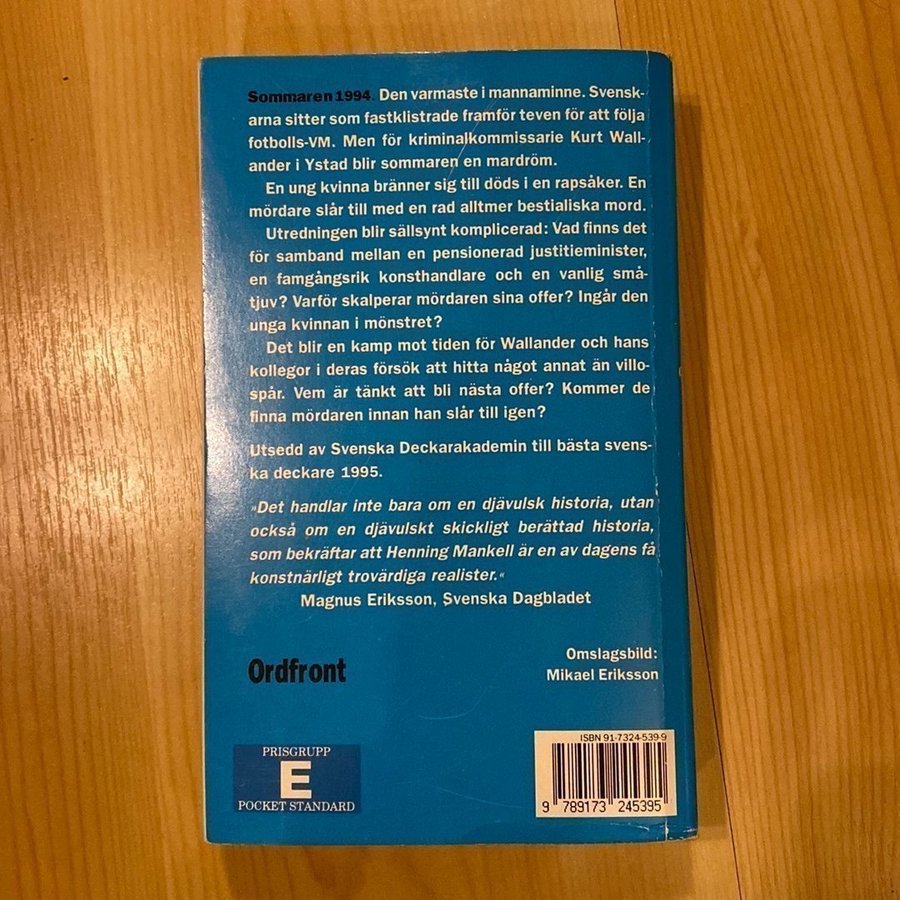 Sommaren 1994. Den varmaste i mannaminne. Svensk-
arna sitter som fastklistrade framför teven för att följa
fotbolls-VM. Men för kriminalkommissarie Kurt Wall-
ander i Ystad blir sommaren en mardröm.
En ung kvinna bränner sig till döds i en rapsåker. En
mördare slår till med en rad alltmer bestialiska mord.
Utredningen blir sällsynt komplicerad: Vad finns det
för samband mellan en pensionerad justitieminister,
en famgångsrik konsthandlare och en vanlig små-
tjuv? Varför skalperar mördaren sina offer? Ingår den
unga kvinnan i mönstret?
Det blir en kamp mot tiden för Wallander och hans
kollegor i deras försök att hitta något annat än villo-
spår. Vem är tänkt att bli nästa offer? Kommer de
finna mördaren innan han slår till igen?
Utsedd av Svenska Deckarakademin till bästa svens-
ka deckare 1995.
»Det handlar inte bara om en djävulsk historia, utan
också om en djävulskt skickligt berättad historia,
som bekräftar att Henning Mankell är en av dagens få
konstnärligt trovärdiga realister.«
Magnus Eriksson, Svenska Dagbladet
Ordfront
Omslagsbild:
Mikael Eriksson
PRISGRUPP
E
POCKET STANDARD
ISBN 91-7324-539-9
9 789173 245395